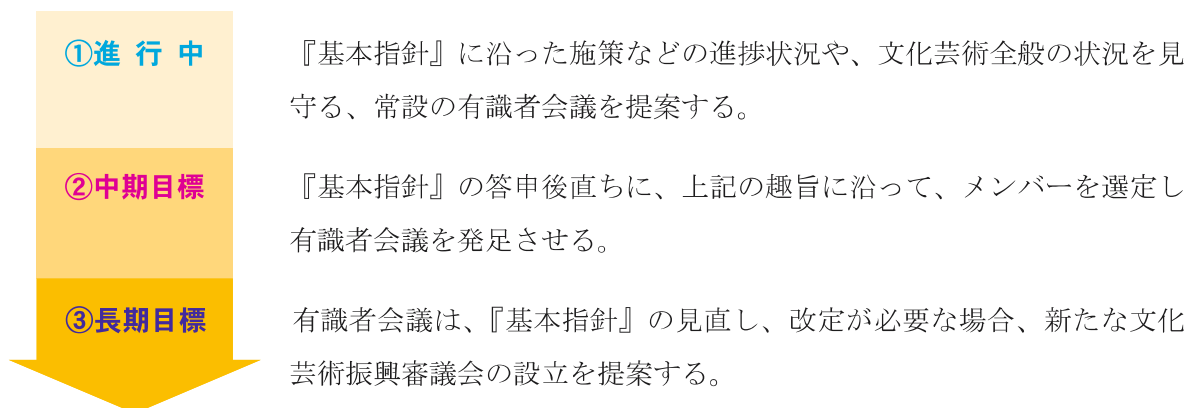 ①進行中
『基本指針』に沿った施策などの進捗状況や、文化芸術全般の状況を見
守る、常設の有識者会議を提案する。
②中期目標
『基本指針』の答申後直ちに、上記の趣旨に沿って、メンバーを選定し
有識者会議を発足させる。
③長期目標
有識者会議は、『基本指針』の見直し、改定が必要な場合、新たな文化
芸術振興審議会の設立を提案する。